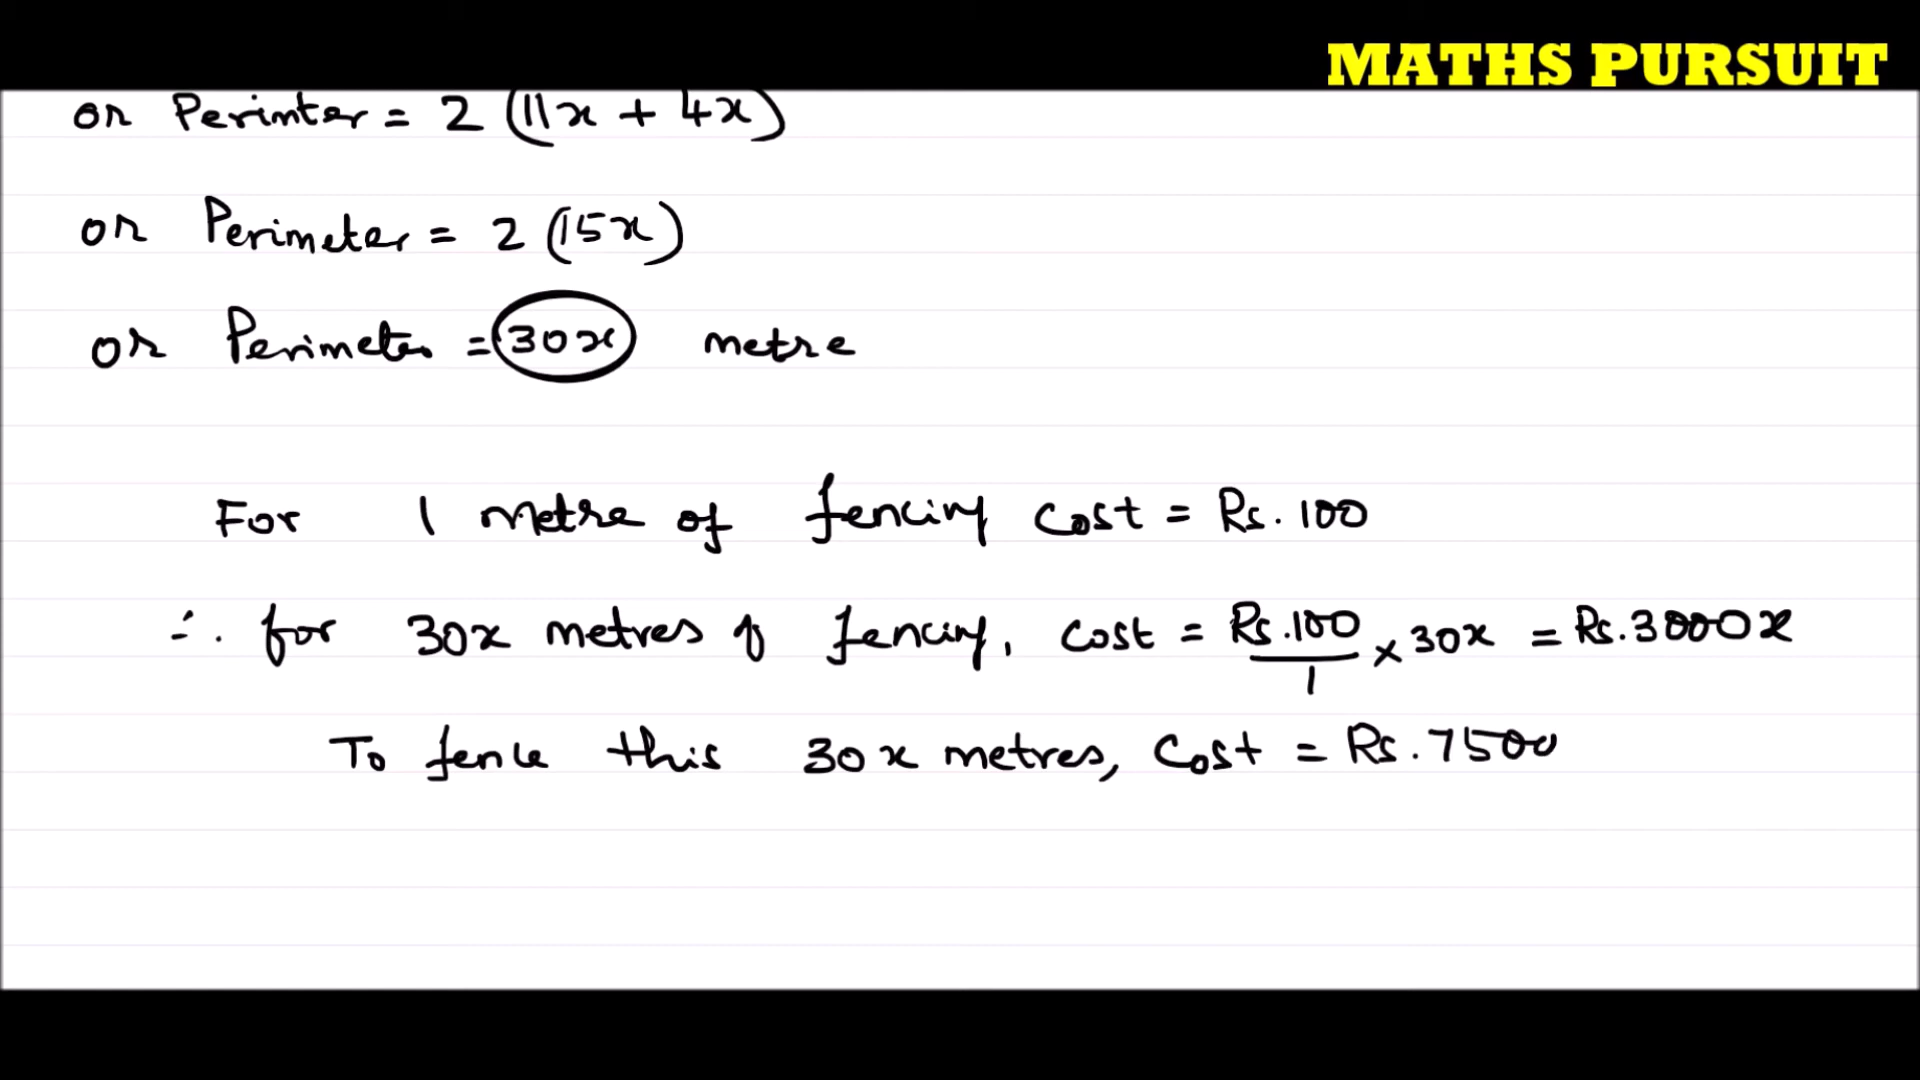 MATHS PURSUIT
or Perimter = 2 (11x + 4x)
or Perimeter = 2 (15x)
or Perimeter = 30x metre
For 1 metre of fencing cost = Rs. 100
∴ for 30x metres of fencing, cost = Rs.100/1 × 30x = Rs.3000x
To fence this 30x metres, Cost = Rs.7500